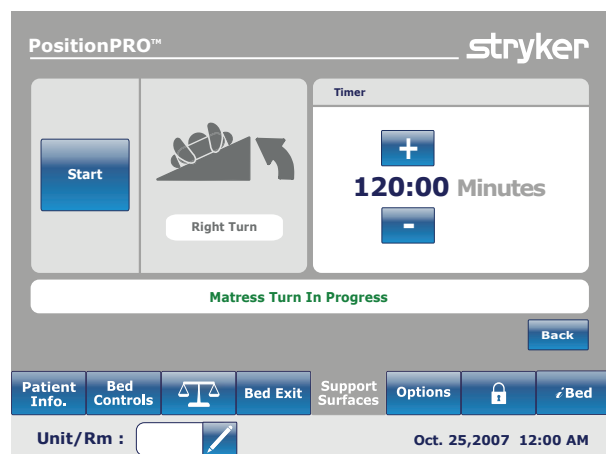 PositionPRO™
stryker
Timer
Start
+
120:00 Minutes
-
Right Turn
Matress Turn In Progress
Back
Patient
Info.
Bed
Controls
Bed Exit
Support
Surfaces
Options
iBed
Unit/Rm :
Oct. 25,2007 12:00 AM